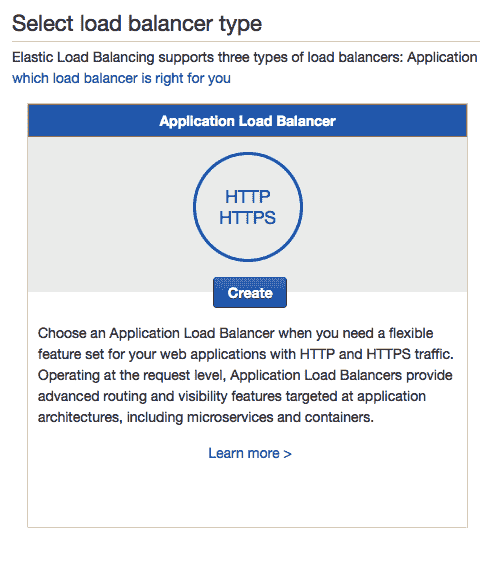 Select load balancer type
Elastic Load Balancing supports three types of load balancers: Application
which load balancer is right for you
Application Load Balancer
HTTP
HTTPS
Create
Choose an Application Load Balancer when you need a flexible
feature set for your web applications with HTTP and HTTPS traffic.
Operating at the request level, Application Load Balancers provide
advanced routing and visibility features targeted at application
architectures, including microservices and containers.
Learn more >